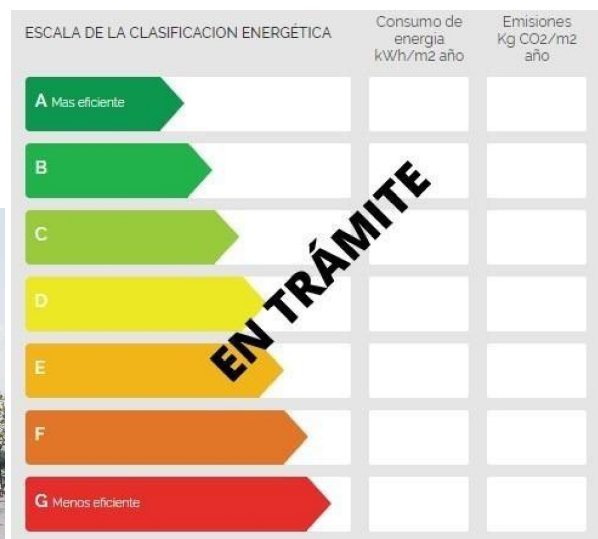 ESCALA DE LA CLASIFICACION ENERGÉTICA
Consumo de
energia
kWh/m2 año
Emisiones
Kg CO2/m2
año
A Mas eficiente
B
C
D
E
F
G Menos eficiente
EN TRÁMITE